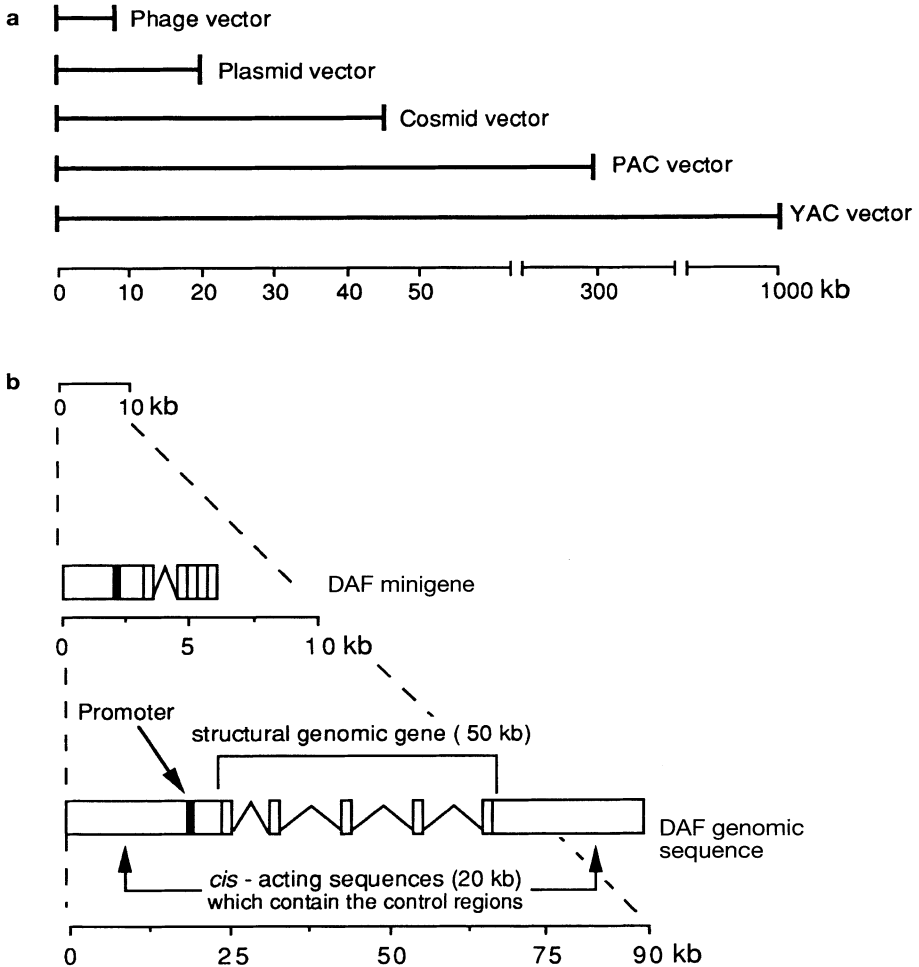 a
Phage vector
Plasmid vector
Cosmid vector
PAC vector
YAC vector
0 10 20 30 40 50 300 1000 kb
b
0 10 kb
DAF minigene
0 5 10 kb
Promoter
structural genomic gene ( 50 kb)
DAF genomic
sequence
cis - acting sequences (20 kb)
which contain the control regions
0 25 50 75 90 kb